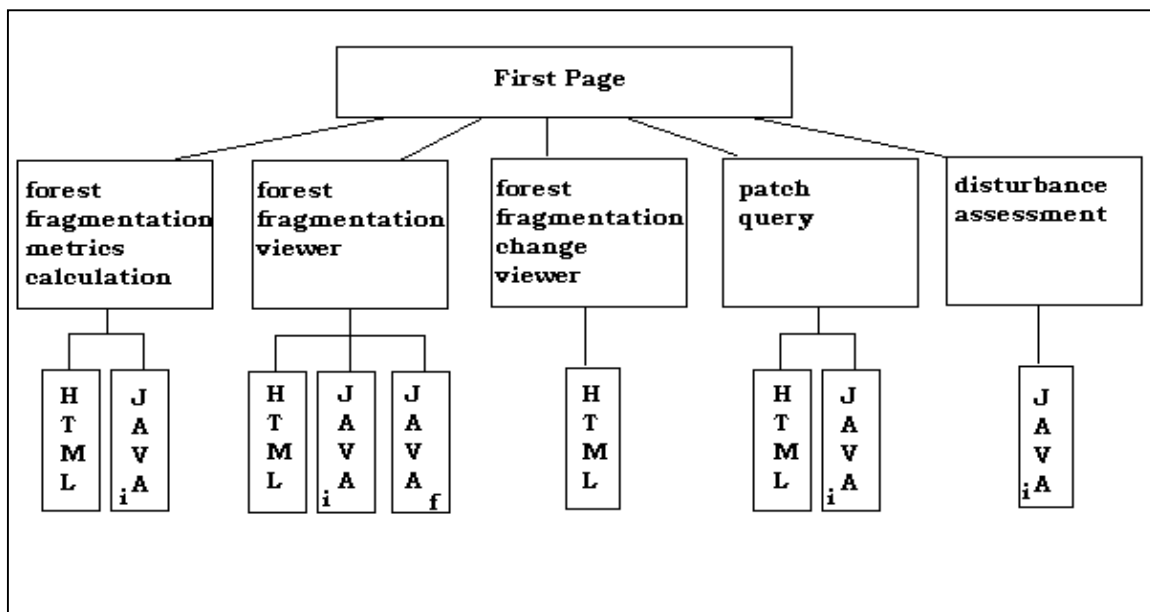 First Page
forest
fragmentation
metrics
calculation
forest
fragmentation
viewer
forest
fragmentation
change
viewer
patch
query
disturbance
assessment
H
T
M
L
J
A
V
i A
H
T
M
L
J
A
V
i A
J
A
V
A
f
H
T
M
L
H
T
M
L
J
A
V
i A
J
A
V
i A